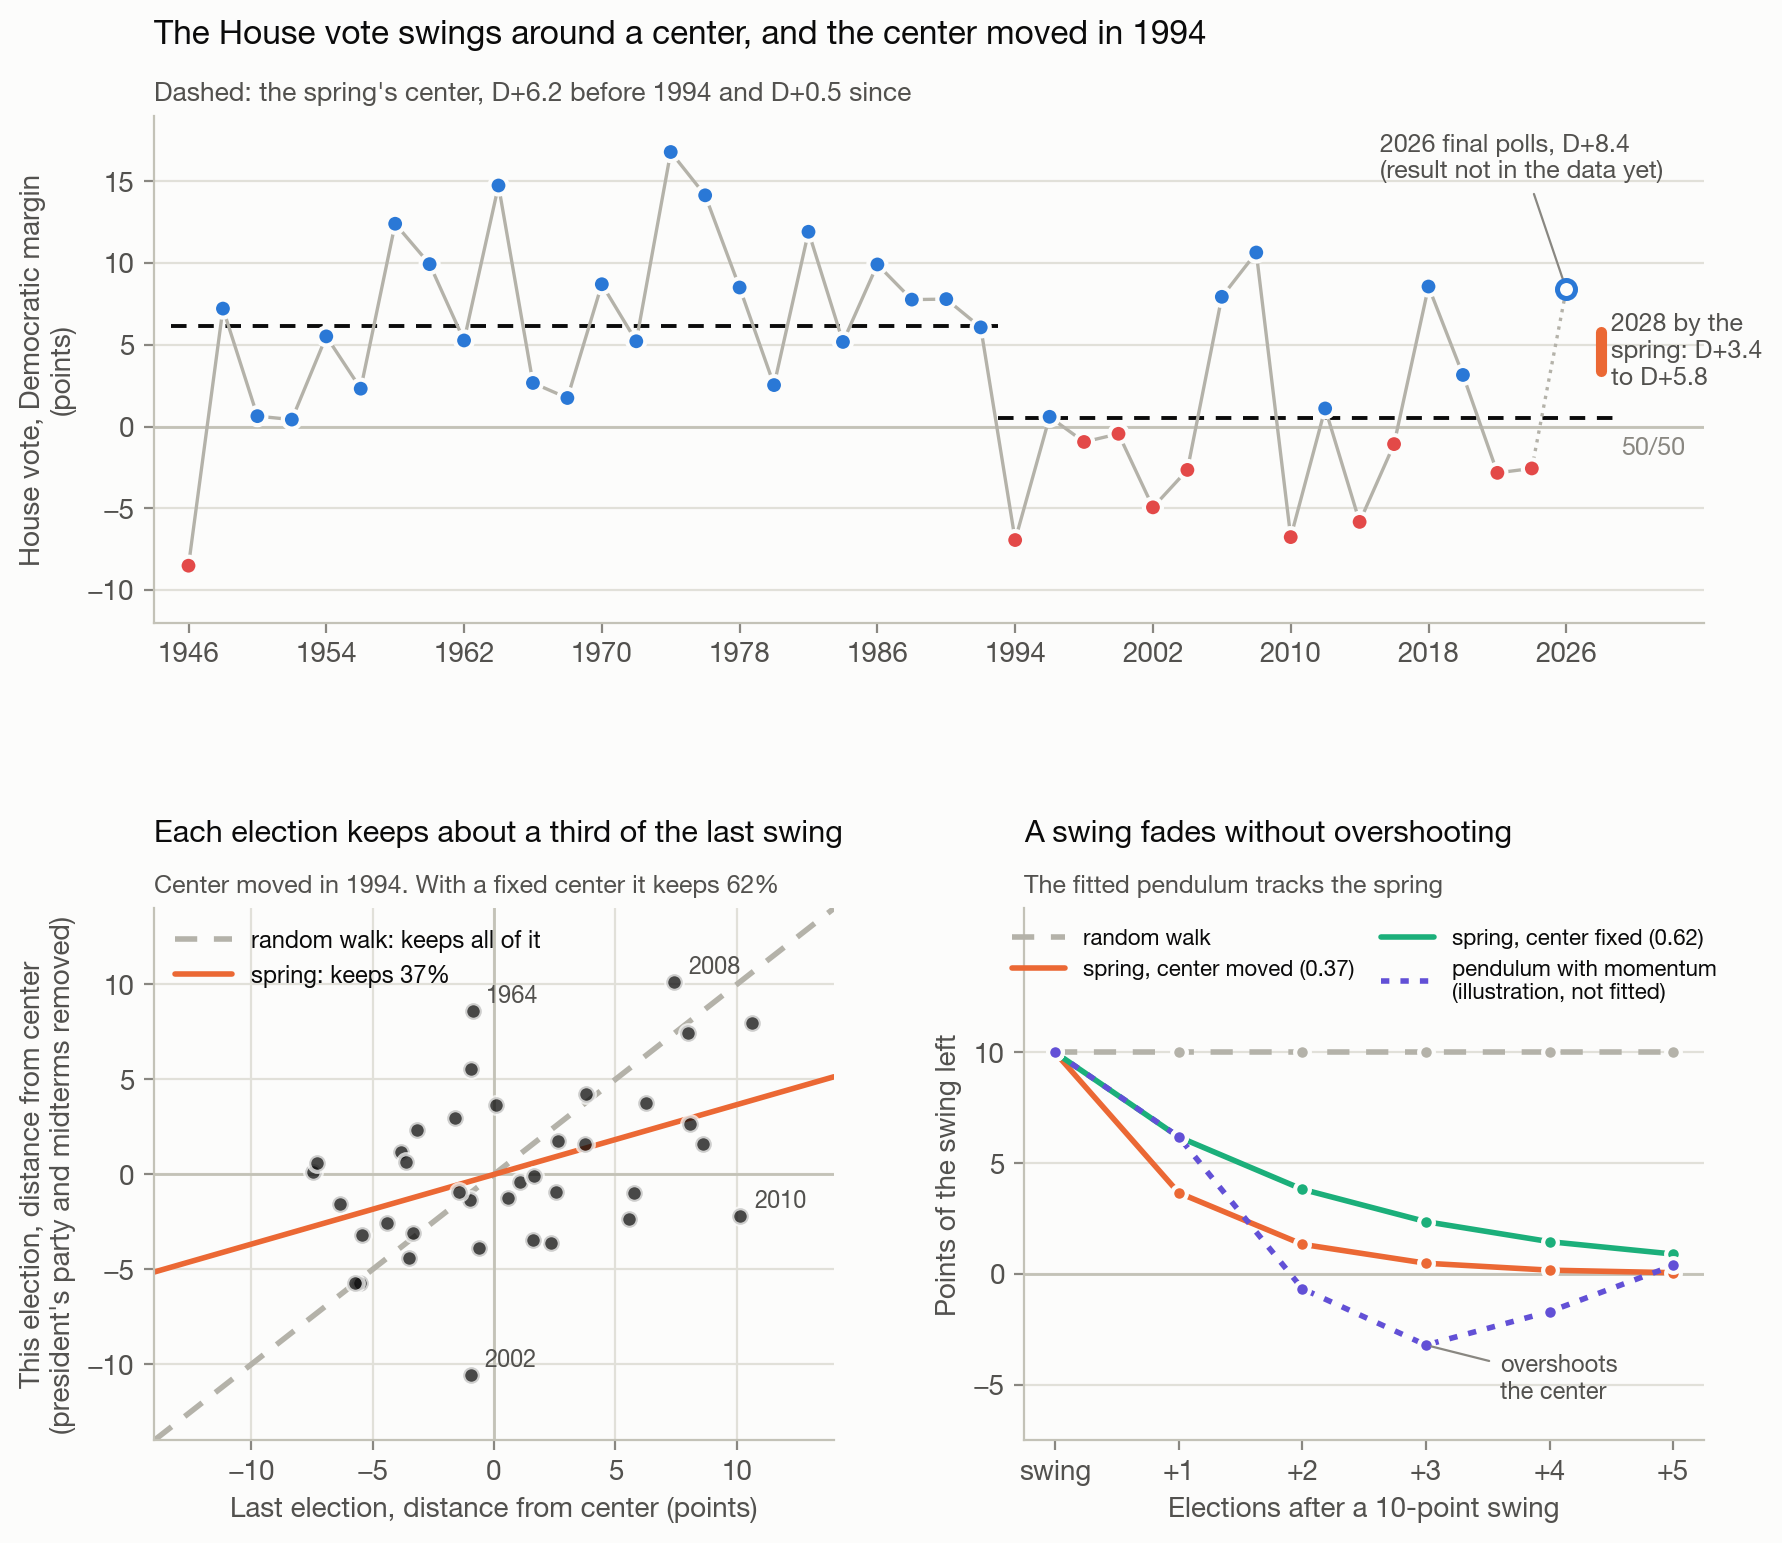 The House vote swings around a center, and the center moved in 1994
Dashed: the spring's center, D+6.2 before 1994 and D+0.5 since
House vote, Democratic margin
(points)
15
10
5
0
−5
−10
2026 final polls, D+8.4
(result not in the data yet)
2028 by the
spring: D+3.4
to D+5.8
50/50
1946
1954
1962
1970
1978
1986
1994
2002
2010
2018
2026
Each election keeps about a third of the last swing
Center moved in 1994. With a fixed center it keeps 62%
This election, distance from center
(president's party and midterms removed)
random walk: keeps all of it
spring: keeps 37%
10
5
0
−5
−10
2008
1964
2010
2002
−10
−5
0
5
10
Last election, distance from center (points)
A swing fades without overshooting
The fitted pendulum tracks the spring
Points of the swing left
random walk
spring, center moved (0.37)
spring, center fixed (0.62)
pendulum with momentum
(illustration, not fitted)
10
5
0
−5
overshoots
the center
swing
+1
+2
+3
+4
+5
Elections after a 10-point swing